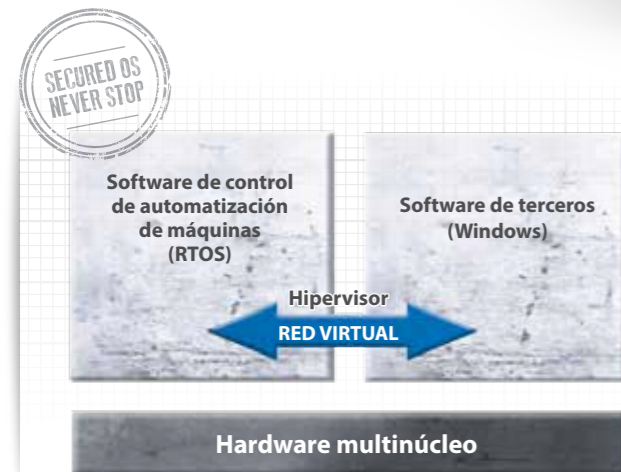 SECURED OS
NEVER STOP
Software de control
de automatización
de máquinas
(RTOS)
Software de terceros
(Windows)
Hipervisor
RED VIRTUAL
Hardware multinúcleo